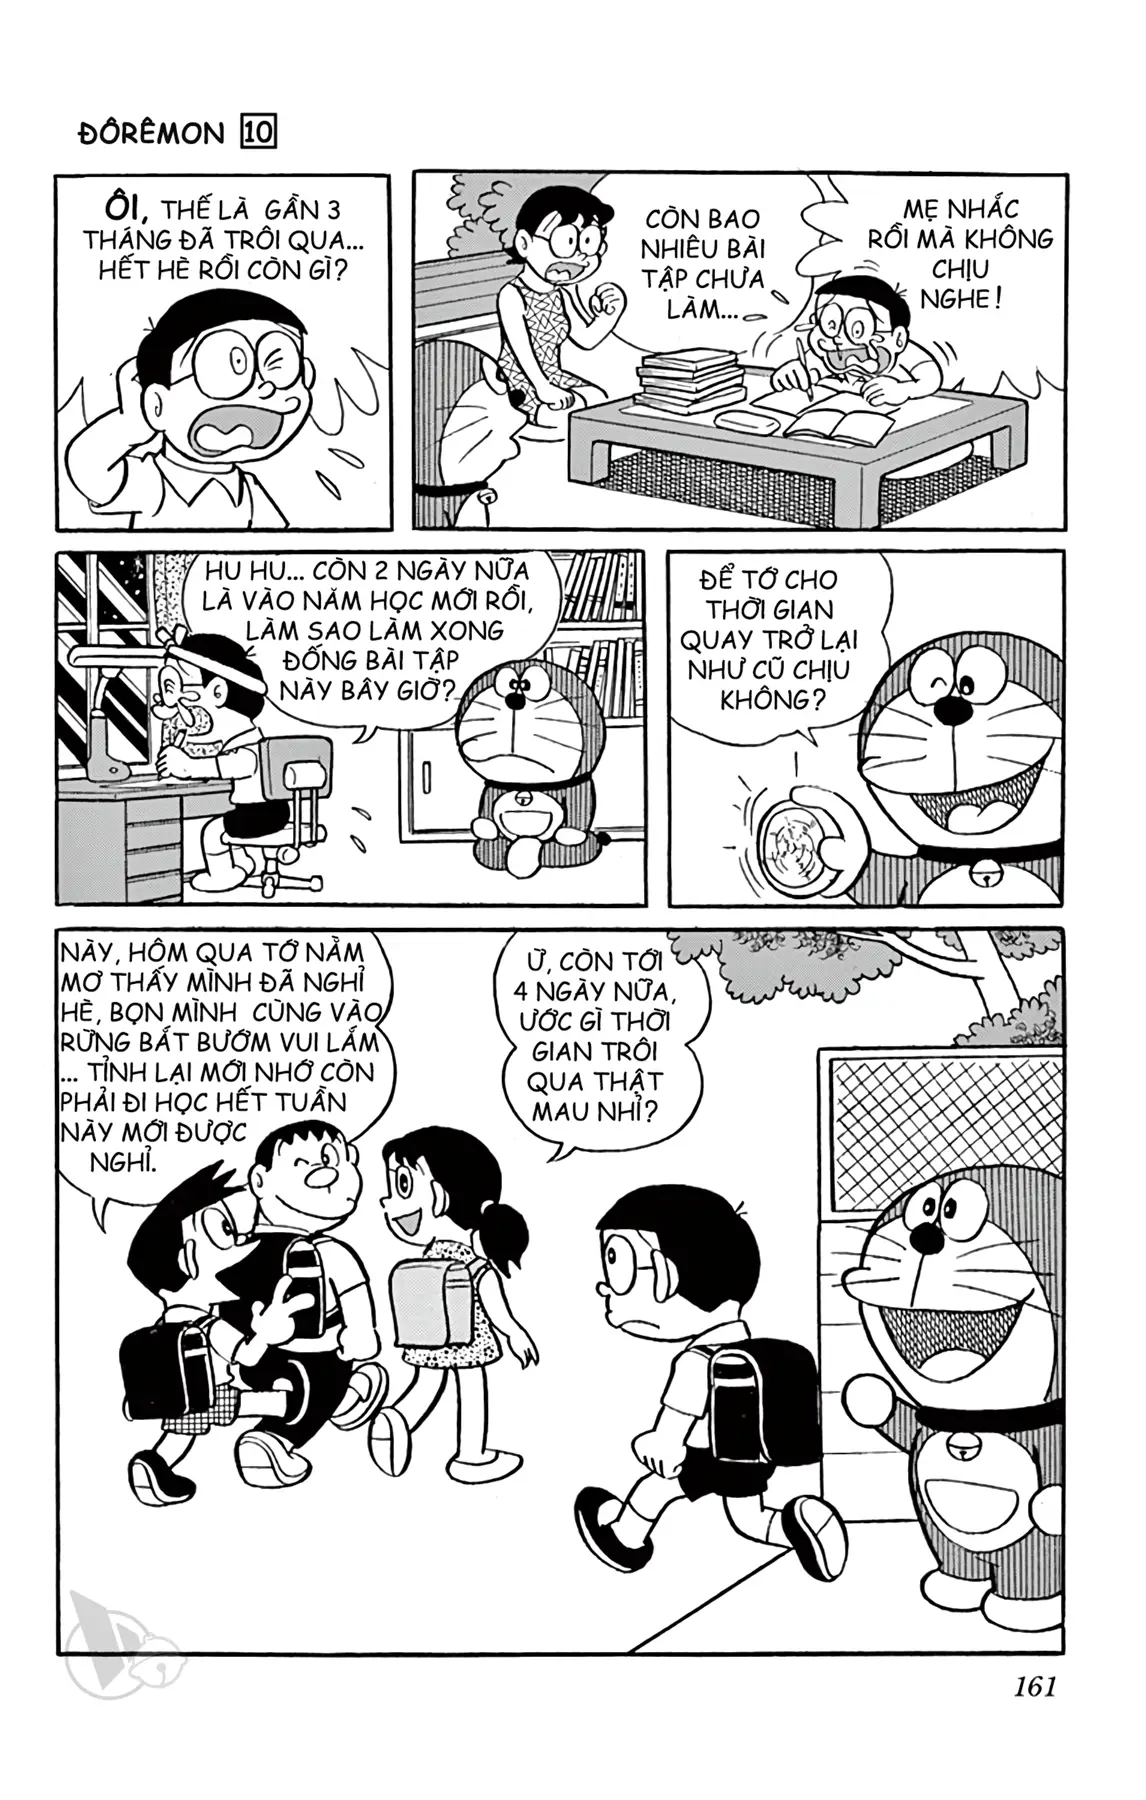 ĐÔRÊMON 10
ÔI, THẾ LÀ GẦN 3
THÁNG ĐÃ TRÔI QUA...
HẾT HÈ RỒI CÒN GÌ?
CÒN BAO
NHIÊU BÀI
TẬP CHƯA
LÀM...
MẸ NHẮC
RỒI MÀ KHÔNG
CHỊU
NGHE!
HU HU... CÒN 2 NGÀY NỮA
LÀ VÀO NĂM HỌC MỚI RỒI,
LÀM SAO LÀM XONG
ĐỐNG BÀI TẬP
NÀY BÂY GIỜ?
ĐỂ TỚ CHO
THỜI GIAN
QUAY TRỞ LẠI
NHƯ CŨ CHỊU
KHÔNG?
NÀY, HÔM QUA TỚ NẰM
MƠ THẤY MÌNH ĐÃ NGHỈ
HÈ, BỌN MÌNH CÙNG VÀO
RỪNG BẮT BƯỚM VUI LẮM
... TỈNH LẠI MỚI NHỚ CÒN
PHẢI ĐI HỌC HẾT TUẦN
NÀY MỚI ĐƯỢC
NGHỈ.
Ừ, CÒN TỚI
4 NGÀY NỮA,
ƯỚC GÌ THỜI
GIAN TRÔI
QUA THẬT
MAU NHỈ?
161